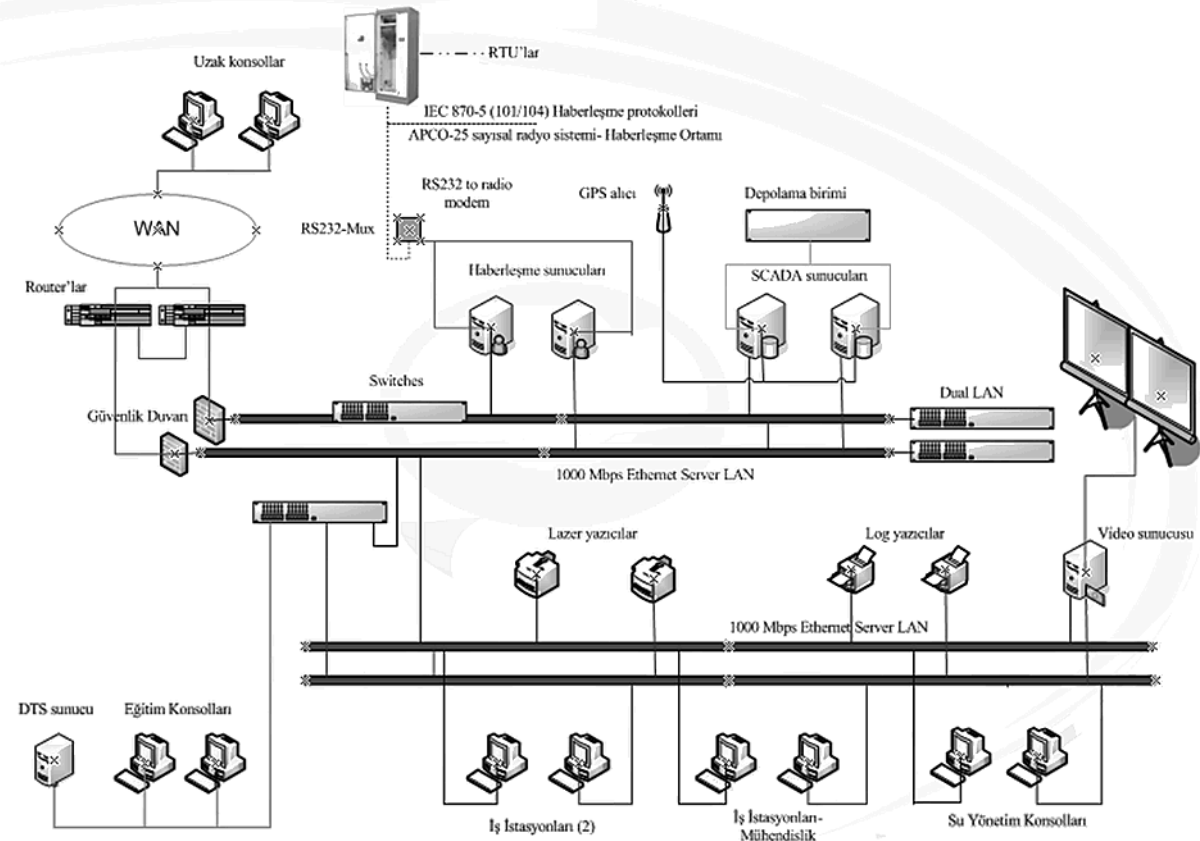 RTU'lar
Uzak konsollar
IEC 870-5 (101/104) Haberleşme protokolleri
APCO-25 sayısal radyo sistemi- Haberleşme Ortamı
RS232 to radio
modem
GPS alıcı
Depolama birimi
RS232-Mux
WAN
Haberleşme sunucuları
SCADA sunucuları
Router'lar
Switches
Dual LAN
Güvenlik Duvarı
1000 Mbps Ethernet Server LAN
Lazer yazıcılar
Log yazıcılar
Video sunucusu
1000 Mbps Ethernet Server LAN
DTS sunucu
Eğitim Konsolları
İş İstasyonları (2)
İş İstasyonları-
Mühendislik
Su Yönetim Konsolları